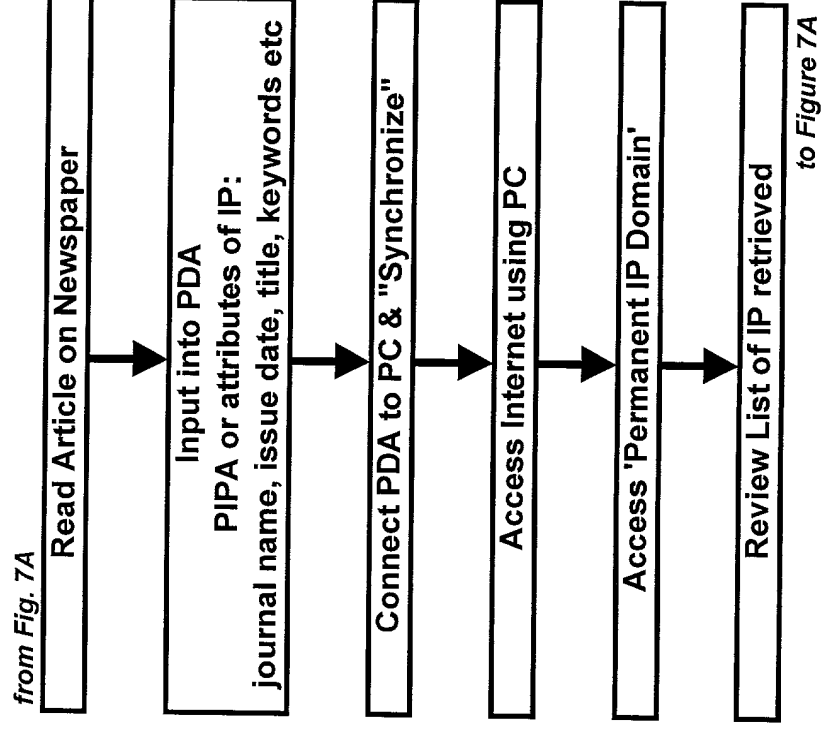 from Fig. 7A
Read Article on Newspaper
Input into PDA
PIPA or attributes of IP:
journal name, issue date, title, keywords etc
Connect PDA to PC & "Synchronize"
Access Internet using PC
Access 'Permanent IP Domain'
Review List of IP retrieved
to Figure 7A